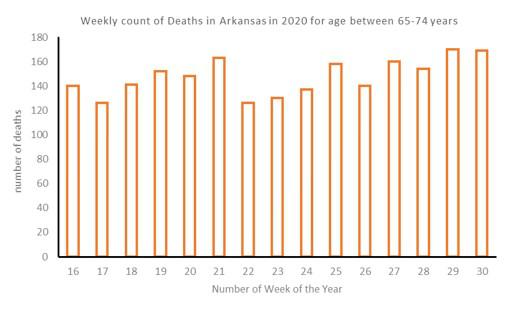 Weekly count of Deaths in Arkansas in 2020 for age between 65-74 years
number of deaths
180
160
140
120
100
80
60
40
20
0
16 17 18 19 20 21 22 23 24 25 26 27 28 29 30
Number of Week of the Year